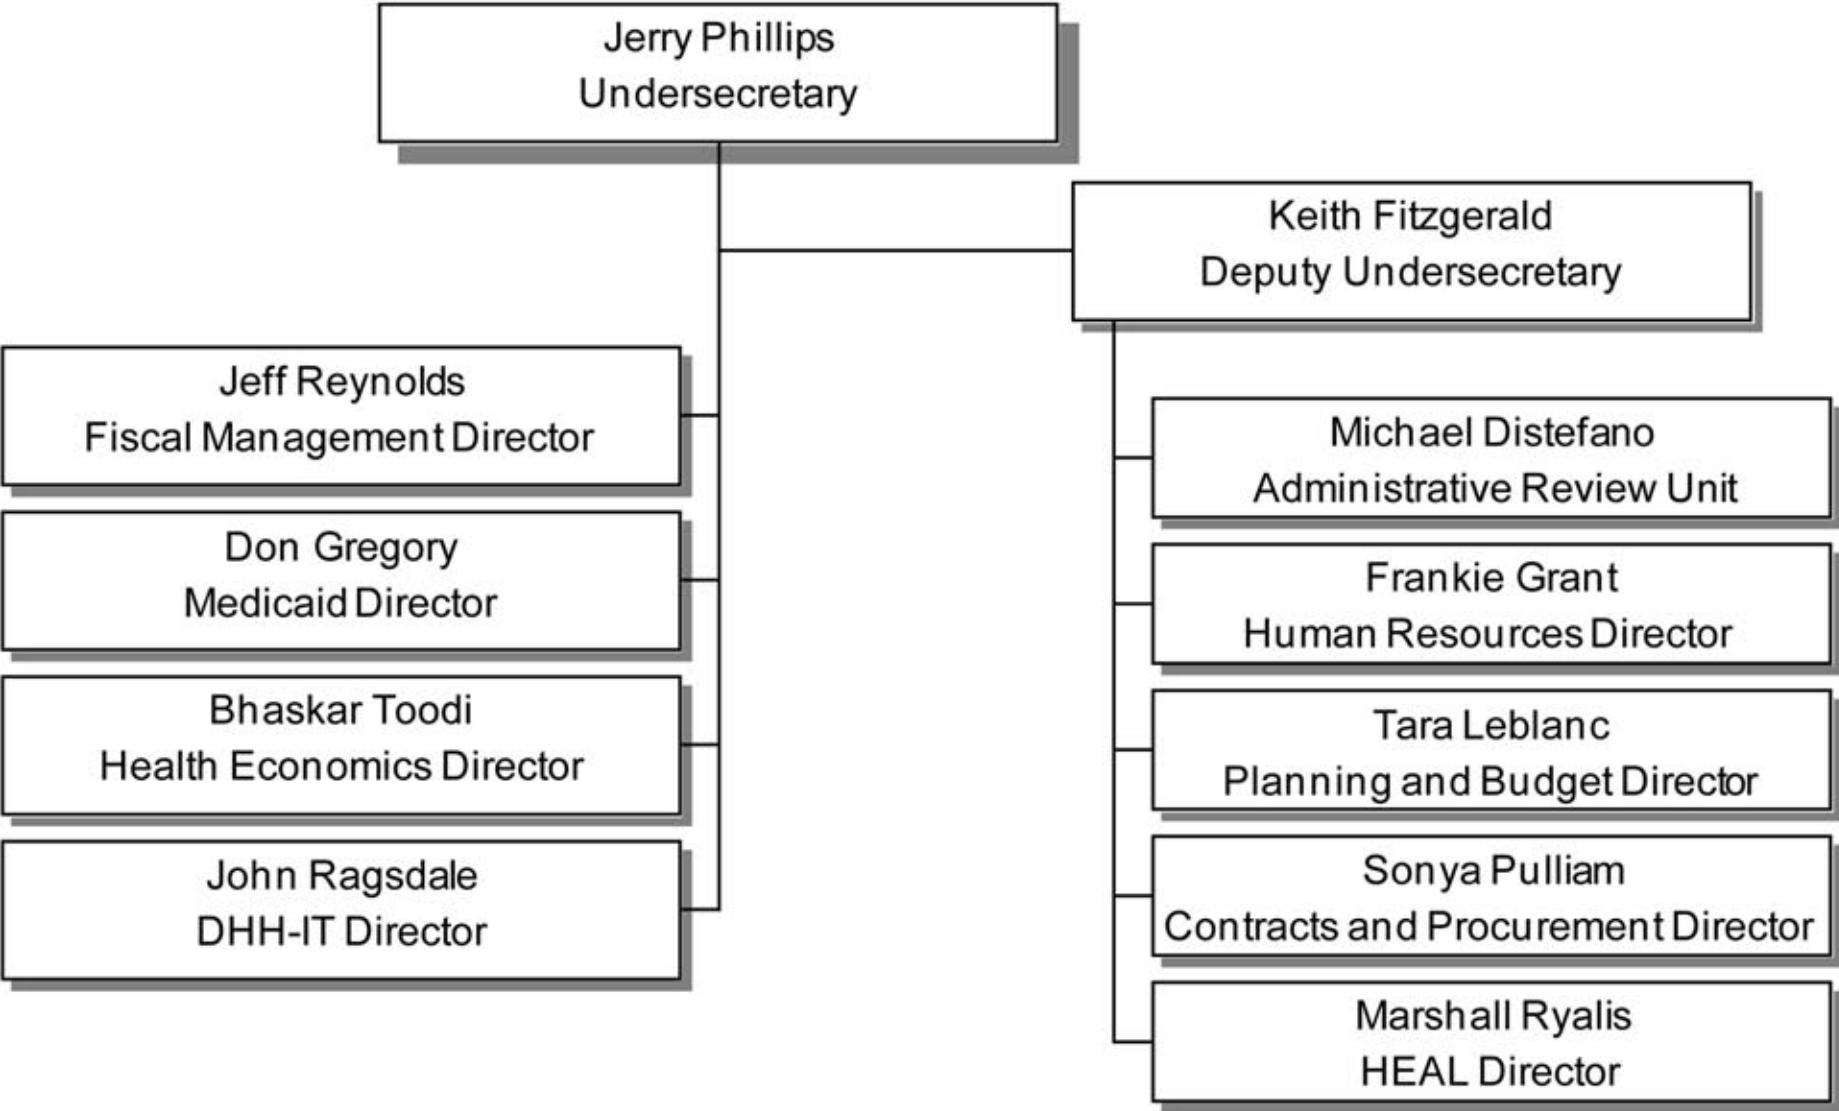 Jerry Phillips
Undersecretary
Keith Fitzgerald
Deputy Undersecretary
Jeff Reynolds
Fiscal Management Director
Don Gregory
Medicaid Director
Bhaskar Toodi
Health Economics Director
John Ragsdale
DHH-IT Director
Michael Distefano
Administrative Review Unit
Frankie Grant
Human Resources Director
Tara Leblanc
Planning and Budget Director
Sonya Pulliam
Contracts and Procurement Director
Marshall Ryalis
HEAL Director